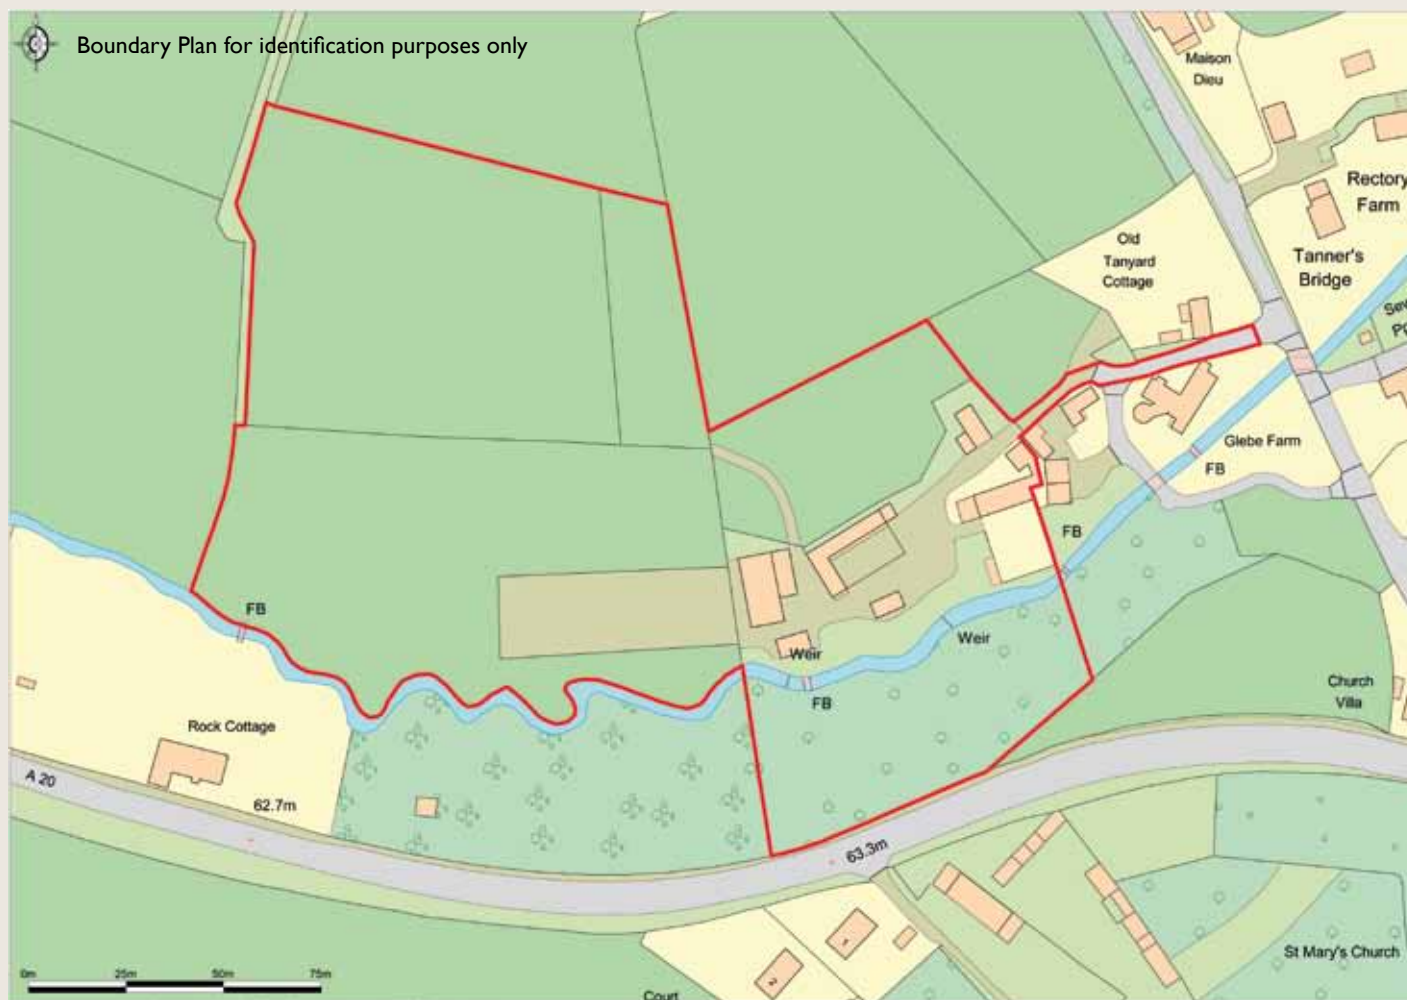 Boundary Plan for identification purposes only
Maison
Dieu
Rectory
Farm
Old
Tanyard
Cottage
Tanner's
Bridge
Glebe Farm
FB
FB
FB
Weir
Weir
FB
Church
Villa
Rock Cottage
A 20
62.7m
63.3m
1
2
St Mary's Church
Court
0m 25m 50m 75m